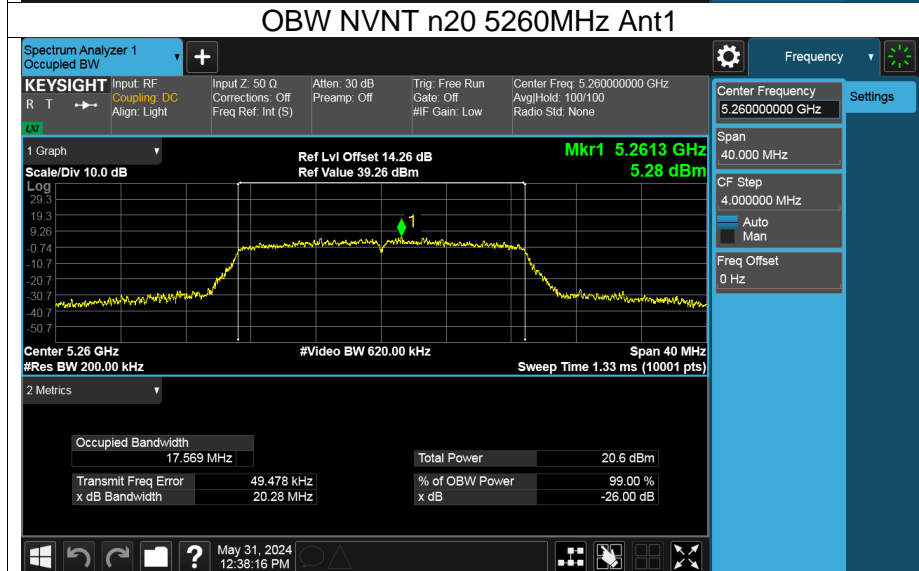 OBW NVNT n20 5260MHz Ant1
Spectrum Analyzer 1
Occupied BW
+
Frequency
KEYSIGHT
R T
LXI
Input: RF
Coupling: DC
Align: Light
Input Z: 50 Ω
Corrections: Off
Freq Ref: Int (S)
Atten: 30 dB
Preamp: Off
Trig: Free Run
Gate: Off
#IF Gain: Low
Center Freq: 5.260000000 GHz
Avg|Hold: 100/100
Radio Std: None
Center Frequency
5.260000000 GHz
Settings
Span
40.000 MHz
CF Step
4.000000 MHz
Auto
Man
Freq Offset
0 Hz
1 Graph
Ref Lvl Offset 14.26 dB
Mkr1 5.2613 GHz
Scale/Div 10.0 dB
Ref Value 39.26 dBm
5.28 dBm
Log
29.3
19.3
9.26
-0.74
-10.7
-20.7
-30.7
-40.7
-50.7
1
Center 5.26 GHz
#Video BW 620.00 kHz
Span 40 MHz
#Res BW 200.00 kHz
Sweep Time 1.33 ms (10001 pts)
2 Metrics
Occupied Bandwidth
17.569 MHz
Total Power
20.6 dBm
Transmit Freq Error
49.478 kHz
% of OBW Power
99.00 %
x dB Bandwidth
20.28 MHz
x dB
-26.00 dB
?
May 31, 2024
12:38:16 PM